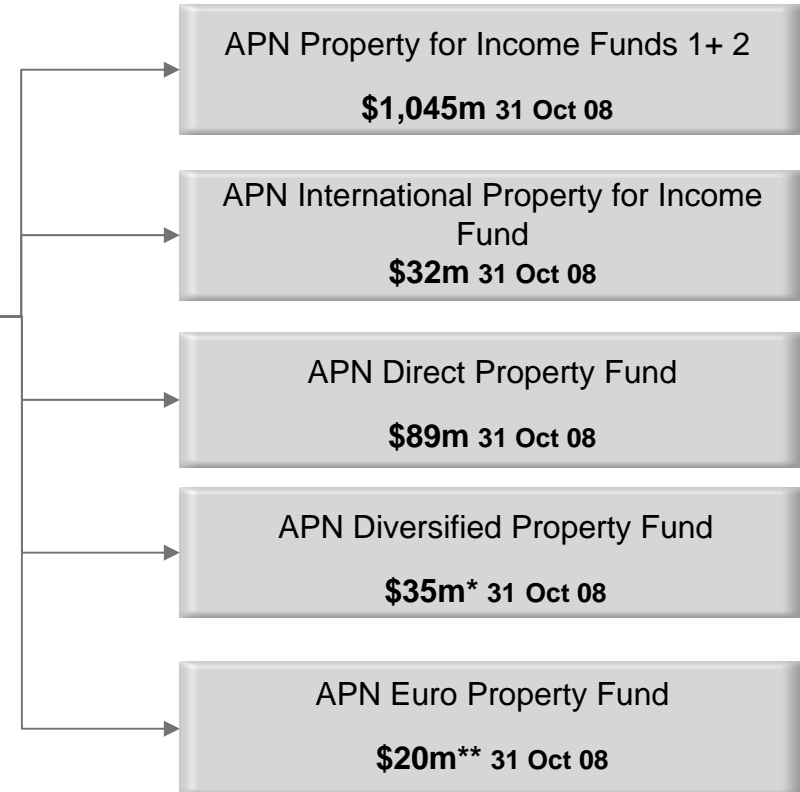 APN Property for Income Funds 1+ 2
$1,045m 31 Oct 08
APN International Property for Income
Fund
$32m 31 Oct 08
APN Direct Property Fund
$89m 31 Oct 08
APN Diversified Property Fund
$35m* 31 Oct 08
APN Euro Property Fund
$20m** 31 Oct 08